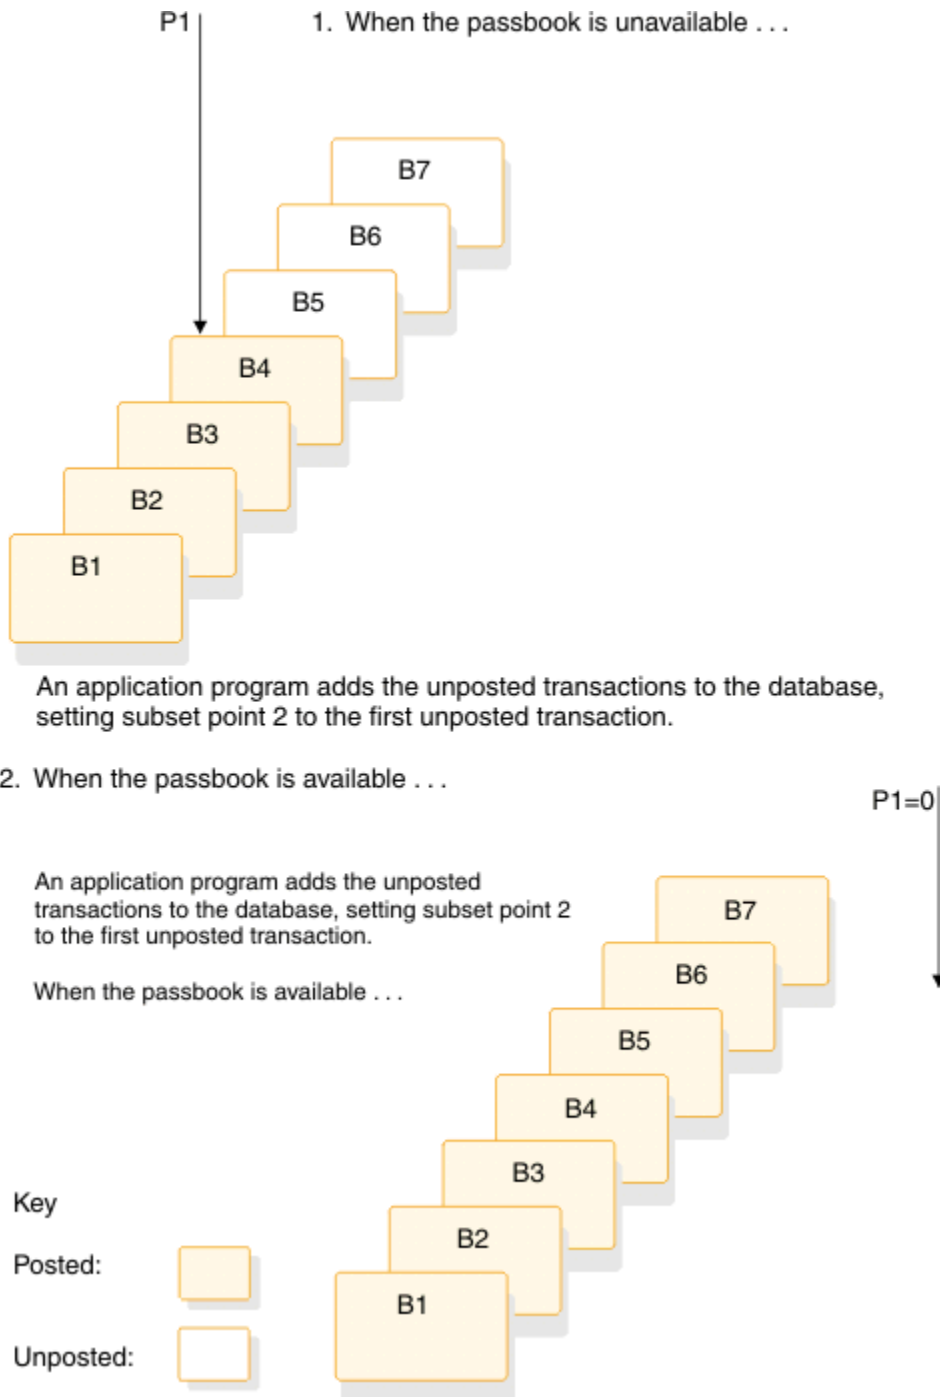 P1
1. When the passbook is unavailable . . .
B7
B6
B5
B4
B3
B2
B1
An application program adds the unposted transactions to the database,
setting subset point 2 to the first unposted transaction.
2. When the passbook is available . . .
P1=0
An application program adds the unposted
transactions to the database, setting subset point 2
to the first unposted transaction.
When the passbook is available . . .
B7
B6
B5
B4
B3
B2
B1
Key
Posted:
Unposted: